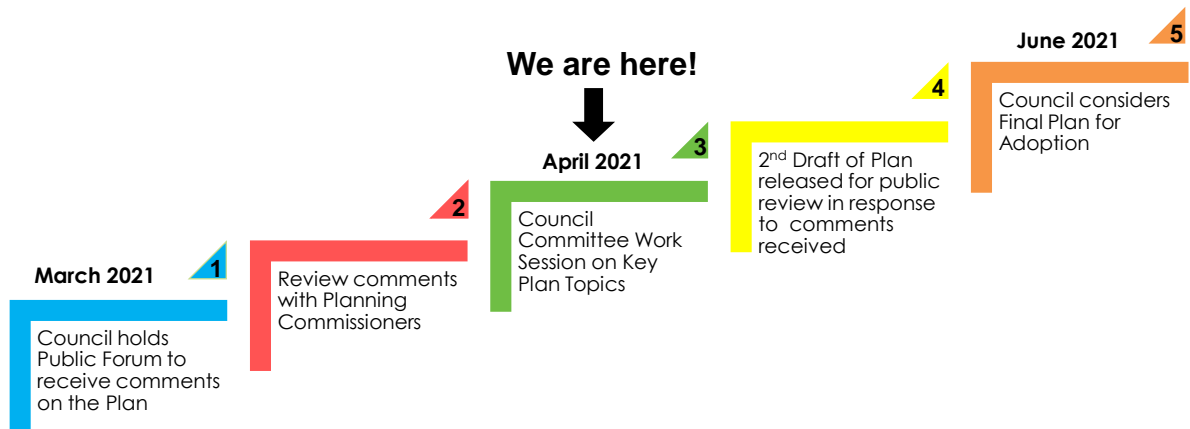 March 2021
1
Council holds
Public Forum to
receive comments
on the Plan
2
Review comments
with Planning
Commissioners
We are here!
April 2021
3
Council
Committee Work
Session on Key
Plan Topics
4
2nd Draft of Plan
released for public
review in response
to comments
received
June 2021
5
Council considers
Final Plan for
Adoption